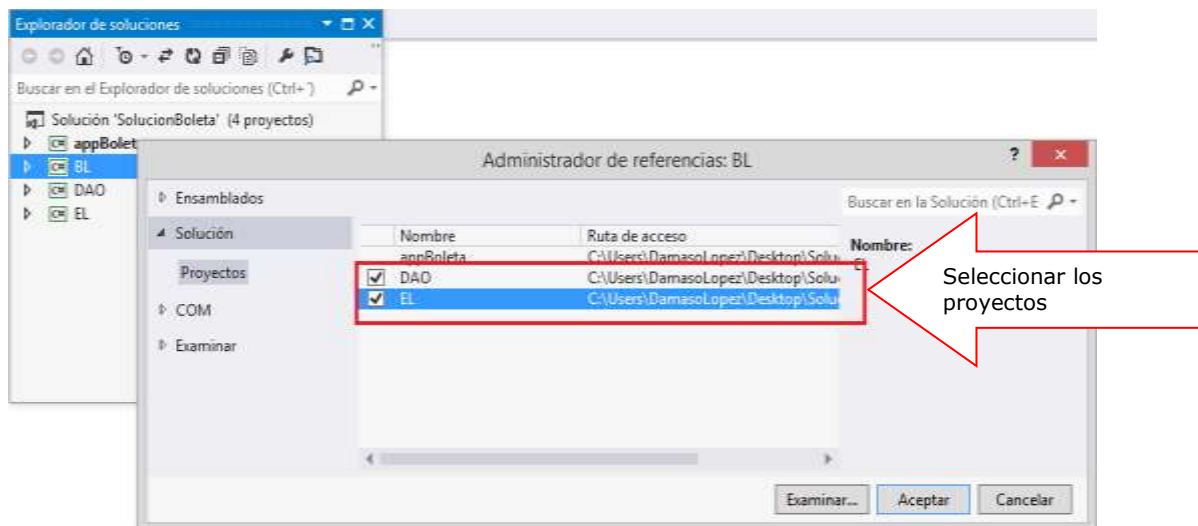 Explorador de soluciones
Buscar en el Explorador de soluciones (Ctrl+´)
Solución 'SolucionBoleta' (4 proyectos)
appBolet
BL
DAO
EL
Administrador de referencias: BL
Ensamblados
Solución
Proyectos
COM
Examinar
Buscar en la Solución (Ctrl+E
Nombre Ruta de acceso
appBoleta C:\Users\DamasoLopez\Desktop\Solu
DAO C:\Users\DamasoLopez\Desktop\Solu
EL C:\Users\DamasoLopez\Desktop\Solu
Nombre:
EL
Seleccionar los
proyectos
Examinar... Aceptar Cancelar